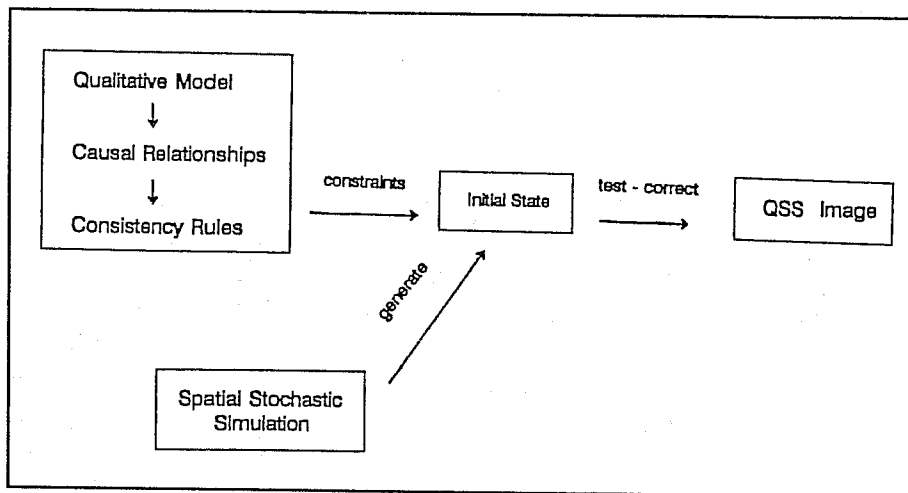 Qualitative Model
Causal Relationships
Consistency Rules
constraints
Initial State
test - correct
QSS Image
generate
Spatial Stochastic
Simulation